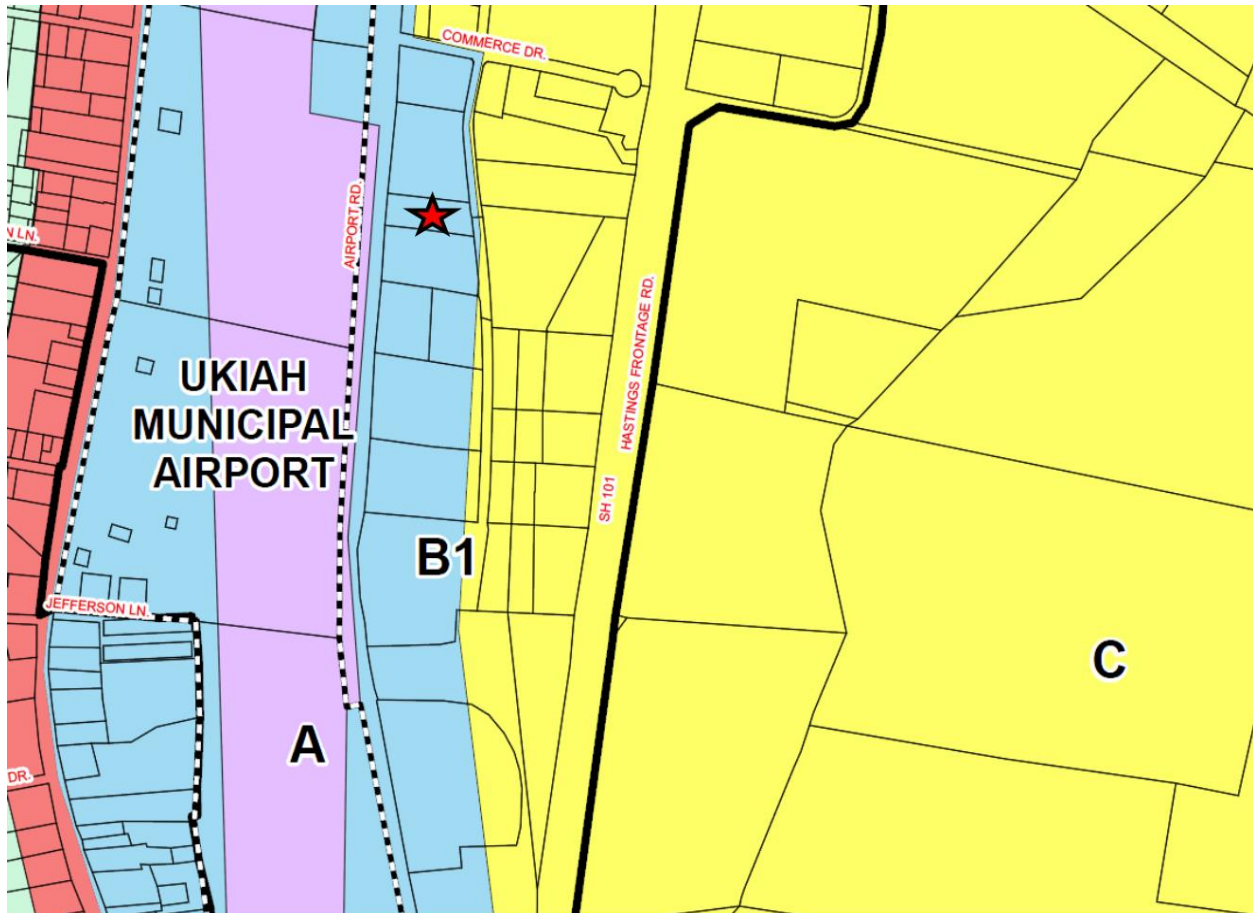 COMMERCE DR.
AIRPORT RD.
N LN.
HASTINGS FRONTAGE RD.
UKIAH
MUNICIPAL
AIRPORT
SH 101
B1
JEFFERSON LN.
C
A
DR.